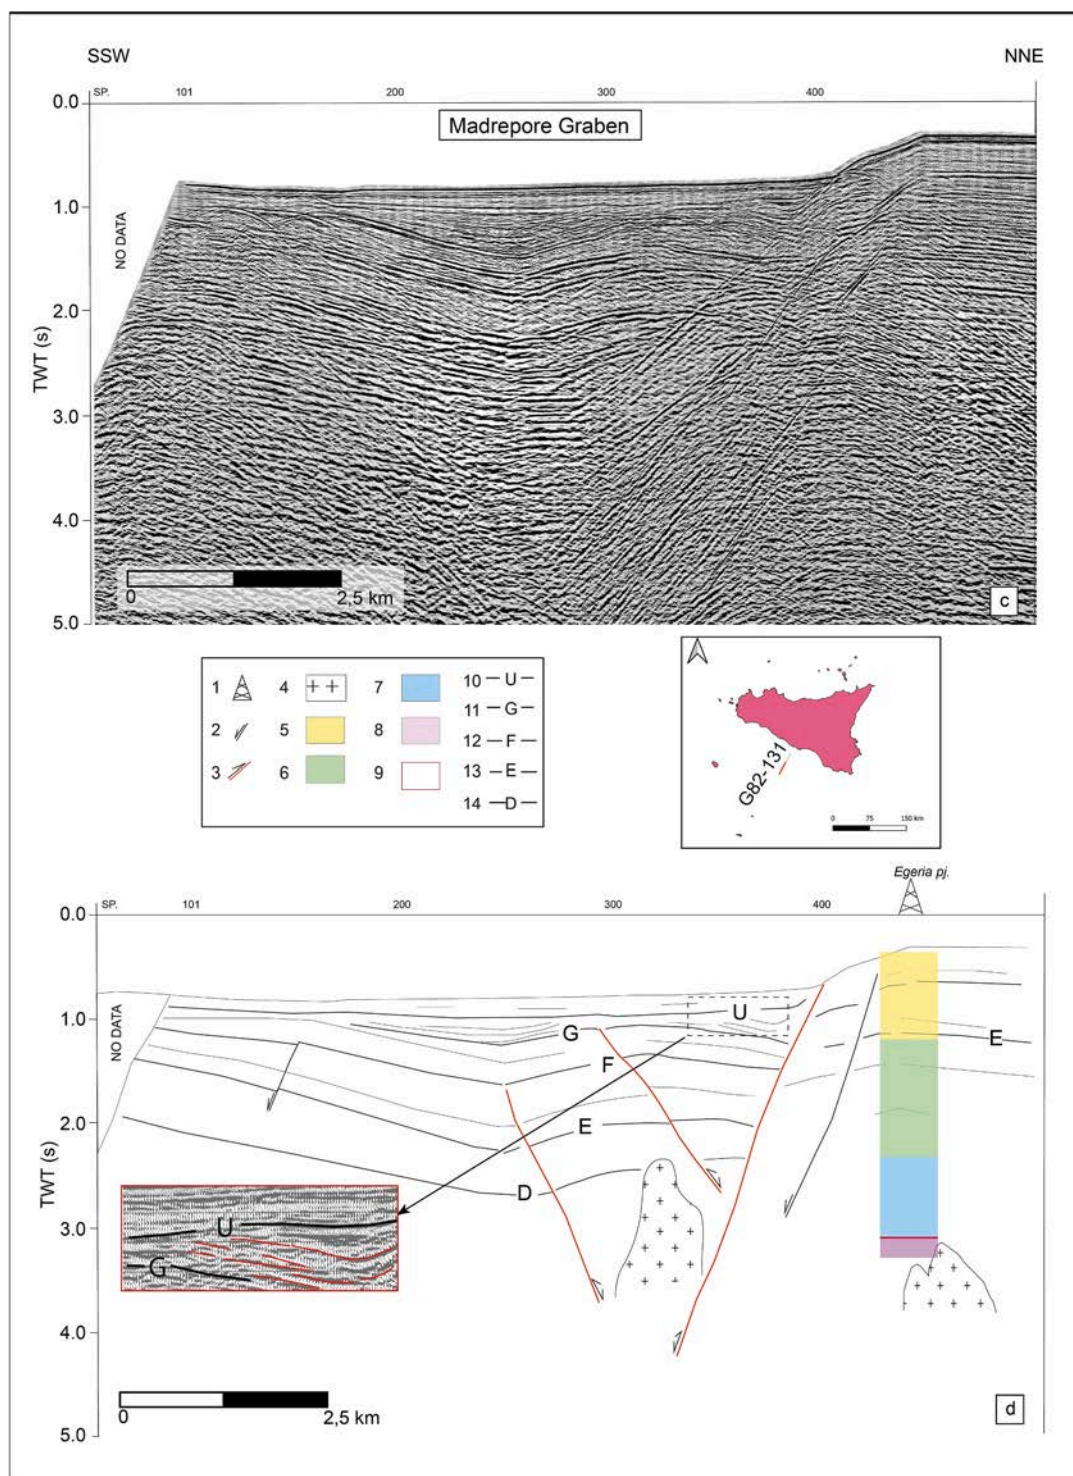 SSW NNE
SP. 101 200 300 400
0.0
Madrepore Graben
1.0
NO DATA
2.0
TWT (s)
3.0
4.0
0 2,5 km
c
5.0
1 4 7 10 U
11 G
2 5 8 12 F
3 6 9 13 E
14 D
G82-131
0 75 150 km
Egeria pj.
SP. 101 200 300 400
0.0
NO DATA
1.0
U
G
E
F
2.0
E
TWT (s)
D
3.0
U
G
4.0
0 2,5 km
d
5.0